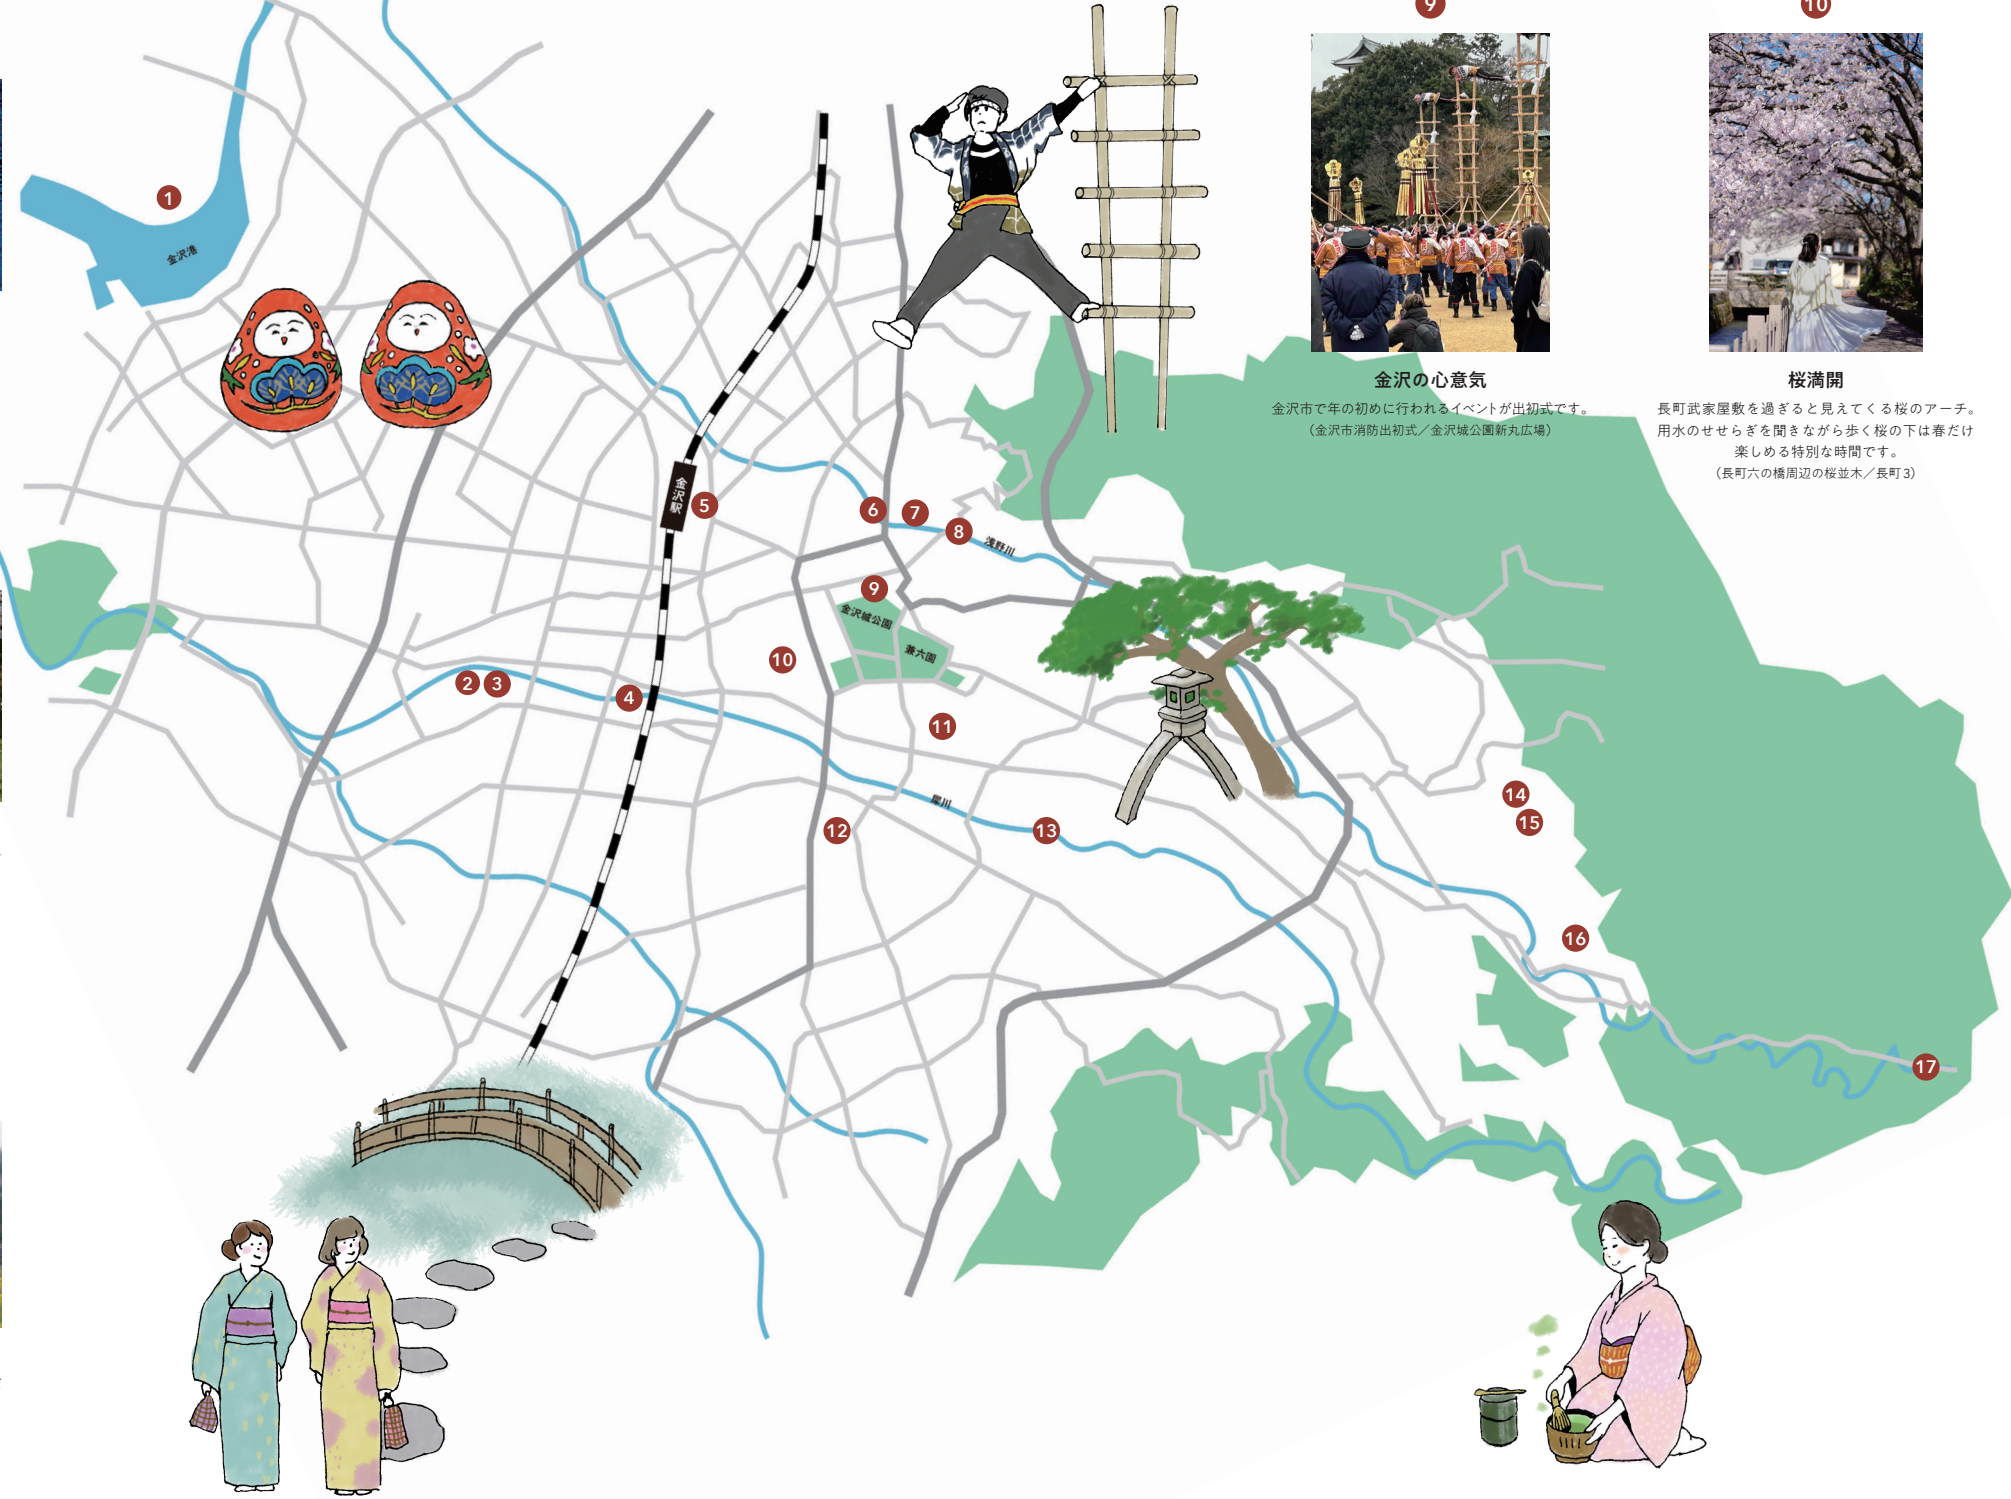 9
10
金沢の心意気
金沢市で年の初めに行われるイベントが出初式です。
（金沢市消防出初式／金沢城公園新丸広場）
桜満開
長町武家屋敷を過ぎると見えてくる桜のアーチ。
用水のせせらぎを聞きながら歩く桜の下は春だけ
楽しめる特別な時間です。
（長町六の橋周辺の桜並木／長町3）
1
金沢港
金沢駅
5
6
7
8
浅野川
9
金沢城公園
兼六園
10
2
3
4
11
犀川
12
13
14
15
16
17